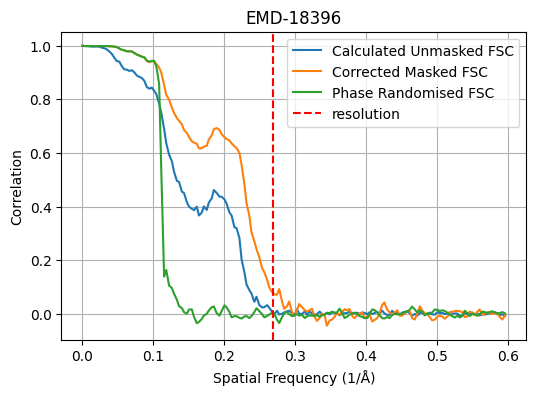 EMD-18396
Calculated Unmasked FSC
Corrected Masked FSC
Phase Randomised FSC
resolution
Correlation
1.0
0.8
0.6
0.4
0.2
0.0
0.0 0.1 0.2 0.3 0.4 0.5 0.6
Spatial Frequency (1/Å)